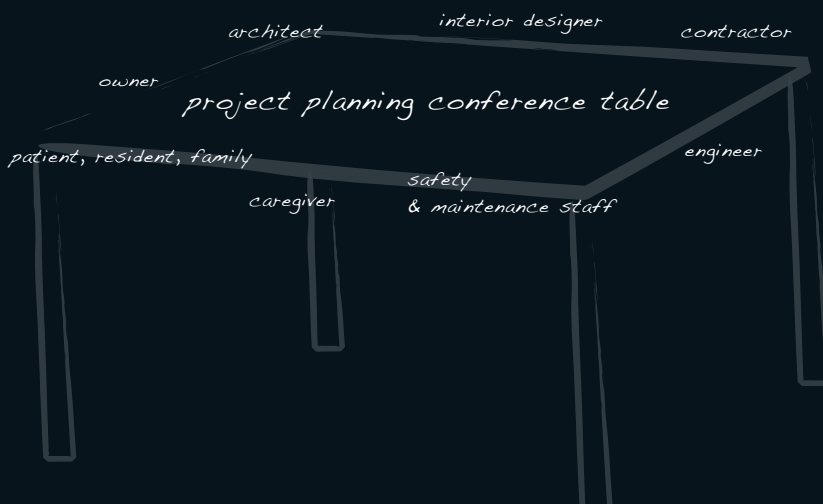 interior designer
architect
contractor
owner
project planning conference table
patient, resident, family
engineer
safety
& maintenance staff
caregiver